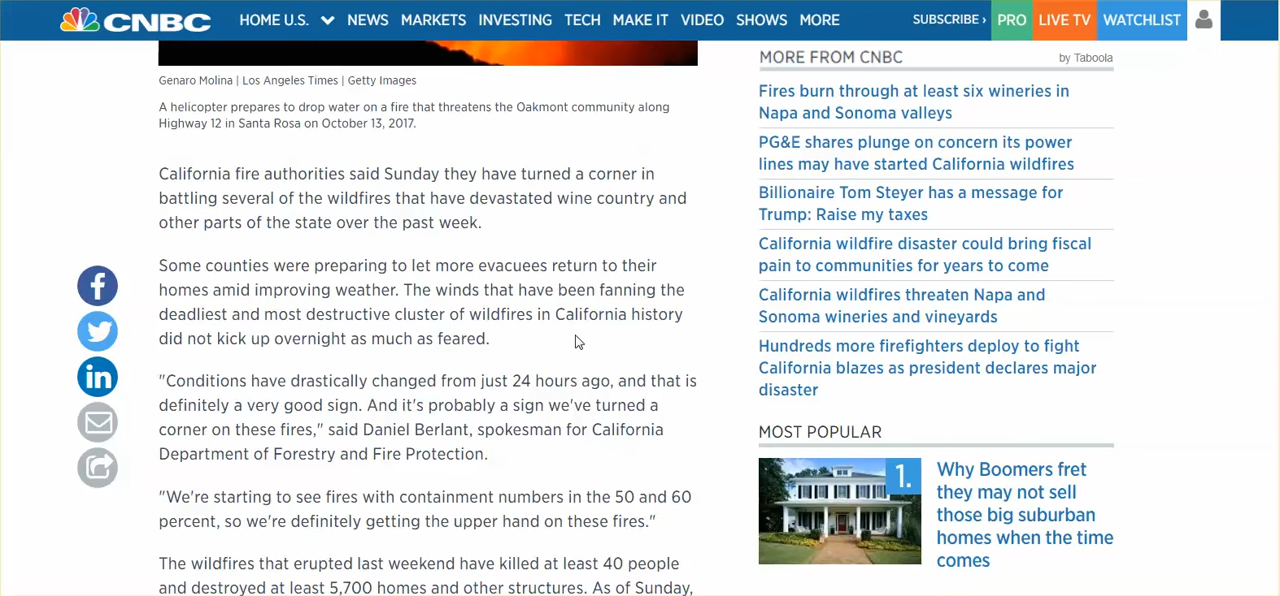 CNBC HOME U.S. NEWS MARKETS INVESTING TECH MAKE IT VIDEO SHOWS MORE SUBSCRIBE › PRO LIVE TV WATCHLIST
Genaro Molina | Los Angeles Times | Getty Images
A helicopter prepares to drop water on a fire that threatens the Oakmont community along
Highway 12 in Santa Rosa on October 13, 2017.
California fire authorities said Sunday they have turned a corner in
battling several of the wildfires that have devastated wine country and
other parts of the state over the past week.
Some counties were preparing to let more evacuees return to their
homes amid improving weather. The winds that have been fanning the
deadliest and most destructive cluster of wildfires in California history
did not kick up overnight as much as feared.
"Conditions have drastically changed from just 24 hours ago, and that is
definitely a very good sign. And it's probably a sign we've turned a
corner on these fires," said Daniel Berlant, spokesman for California
Department of Forestry and Fire Protection.
"We're starting to see fires with containment numbers in the 50 and 60
percent, so we're definitely getting the upper hand on these fires."
The wildfires that erupted last weekend have killed at least 40 people
and destroyed at least 5,700 homes and other structures. As of Sunday,
MORE FROM CNBC by Taboola
Fires burn through at least six wineries in
Napa and Sonoma valleys
PG&E shares plunge on concern its power
lines may have started California wildfires
Billionaire Tom Steyer has a message for
Trump: Raise my taxes
California wildfire disaster could bring fiscal
pain to communities for years to come
California wildfires threaten Napa and
Sonoma wineries and vineyards
Hundreds more firefighters deploy to fight
California blazes as president declares major
disaster
MOST POPULAR
1.
Why Boomers fret
they may not sell
those big suburban
homes when the time
comes